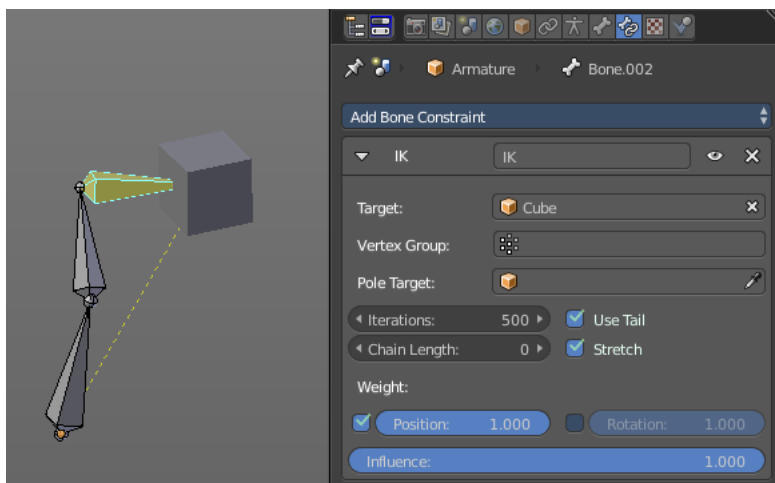 Armature Bone.002
Add Bone Constraint
IK IK
Target: Cube
Vertex Group:
Pole Target:
Iterations: 500 Use Tail
Chain Length: 0 Stretch
Weight:
Position: 1.000 Rotation: 1.000
Influence: 1.000